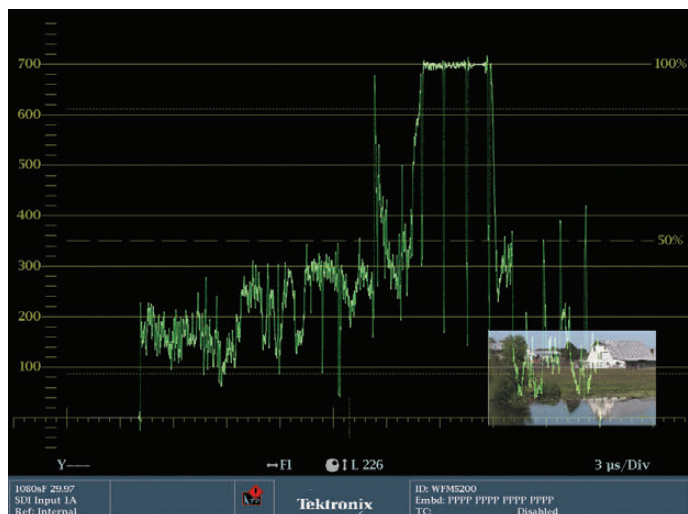 700
100%
600
500
400
50%
300
200
100
Y—— ↔F1 L 226 3 µs/Div
1080sF 29.97
SDI Input 1A
Ref: Internal
Tektronix
ID: WFM5200
Embd: PPPP PPPP PPPP PPPP
TC: Disabled